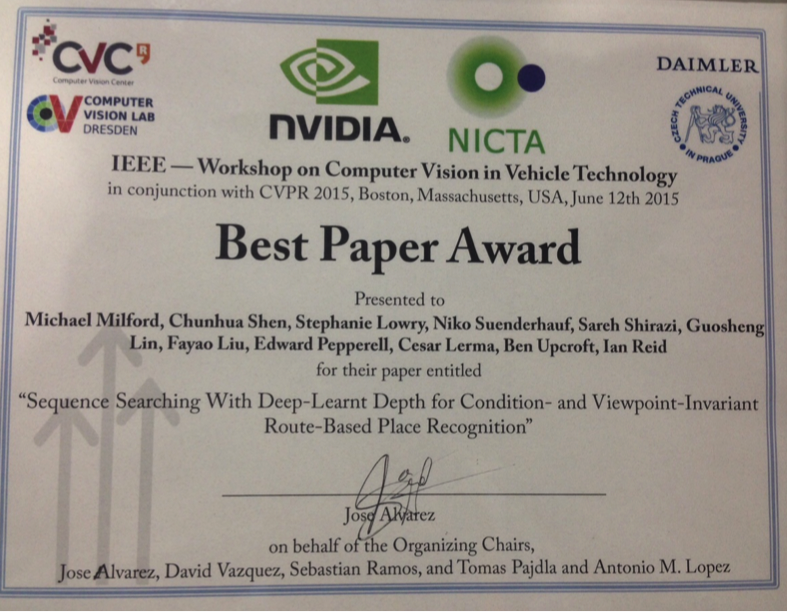 CVC R
Computer Vision Center
CV COMPUTER
VISION LAB
DRESDEN
NVIDIA.
NICTA
DAIMLER
CZECH TECHNICAL UNIVERSITY
IN PRAGUE
IEEE — Workshop on Computer Vision in Vehicle Technology
in conjunction with CVPR 2015, Boston, Massachusetts, USA, June 12th 2015
Best Paper Award
Presented to
Michael Milford, Chunhua Shen, Stephanie Lowry, Niko Suenderhauf, Sareh Shirazi, Guosheng
Lin, Fayao Liu, Edward Pepperell, Cesar Lerma, Ben Upcroft, Ian Reid
for their paper entitled
“Sequence Searching With Deep-Learnt Depth for Condition- and Viewpoint-Invariant
Route-Based Place Recognition”
Jose Alvarez
on behalf of the Organizing Chairs,
Jose Alvarez, David Vazquez, Sebastian Ramos, and Tomas Pajdla and Antonio M. Lopez